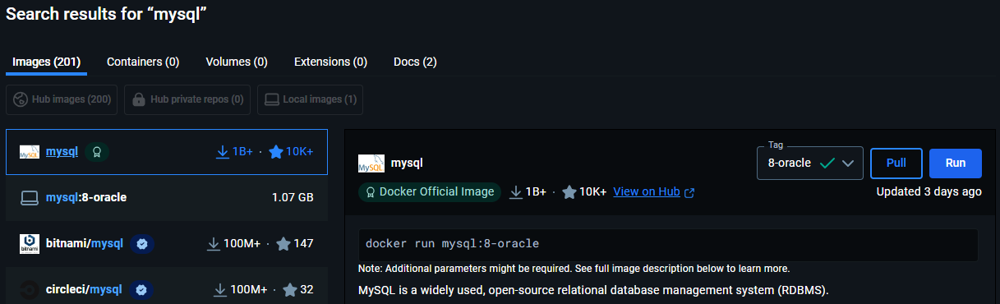 Search results for “mysql”
Images (201) Containers (0) Volumes (0) Extensions (0) Docs (2)
Hub images (200) Hub private repos (0) Local images (1)
mysql 1B+ · 10K+
mysql:8-oracle 1.07 GB
bitnami
bitnami/mysql 100M+ · 147
circleci/mysql 100M+ · 32
MySQL
mysql
Tag
8-oracle
Pull
Run
Docker Official Image 1B+ · 10K+ View on Hub
Updated 3 days ago
docker run mysql:8-oracle
Note: Additional parameters might be required. See full image description below to learn more.
MySQL is a widely used, open-source relational database management system (RDBMS).